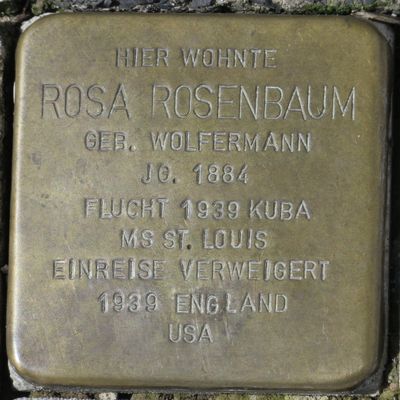 HIER WOHNTE
ROSA ROSENBAUM
GEB. WOLFERMANN
JG. 1884
FLUCHT 1939 KUBA
MS ST. LOUIS
EINREISE VERWEIGERT
1939 ENGLAND
USA